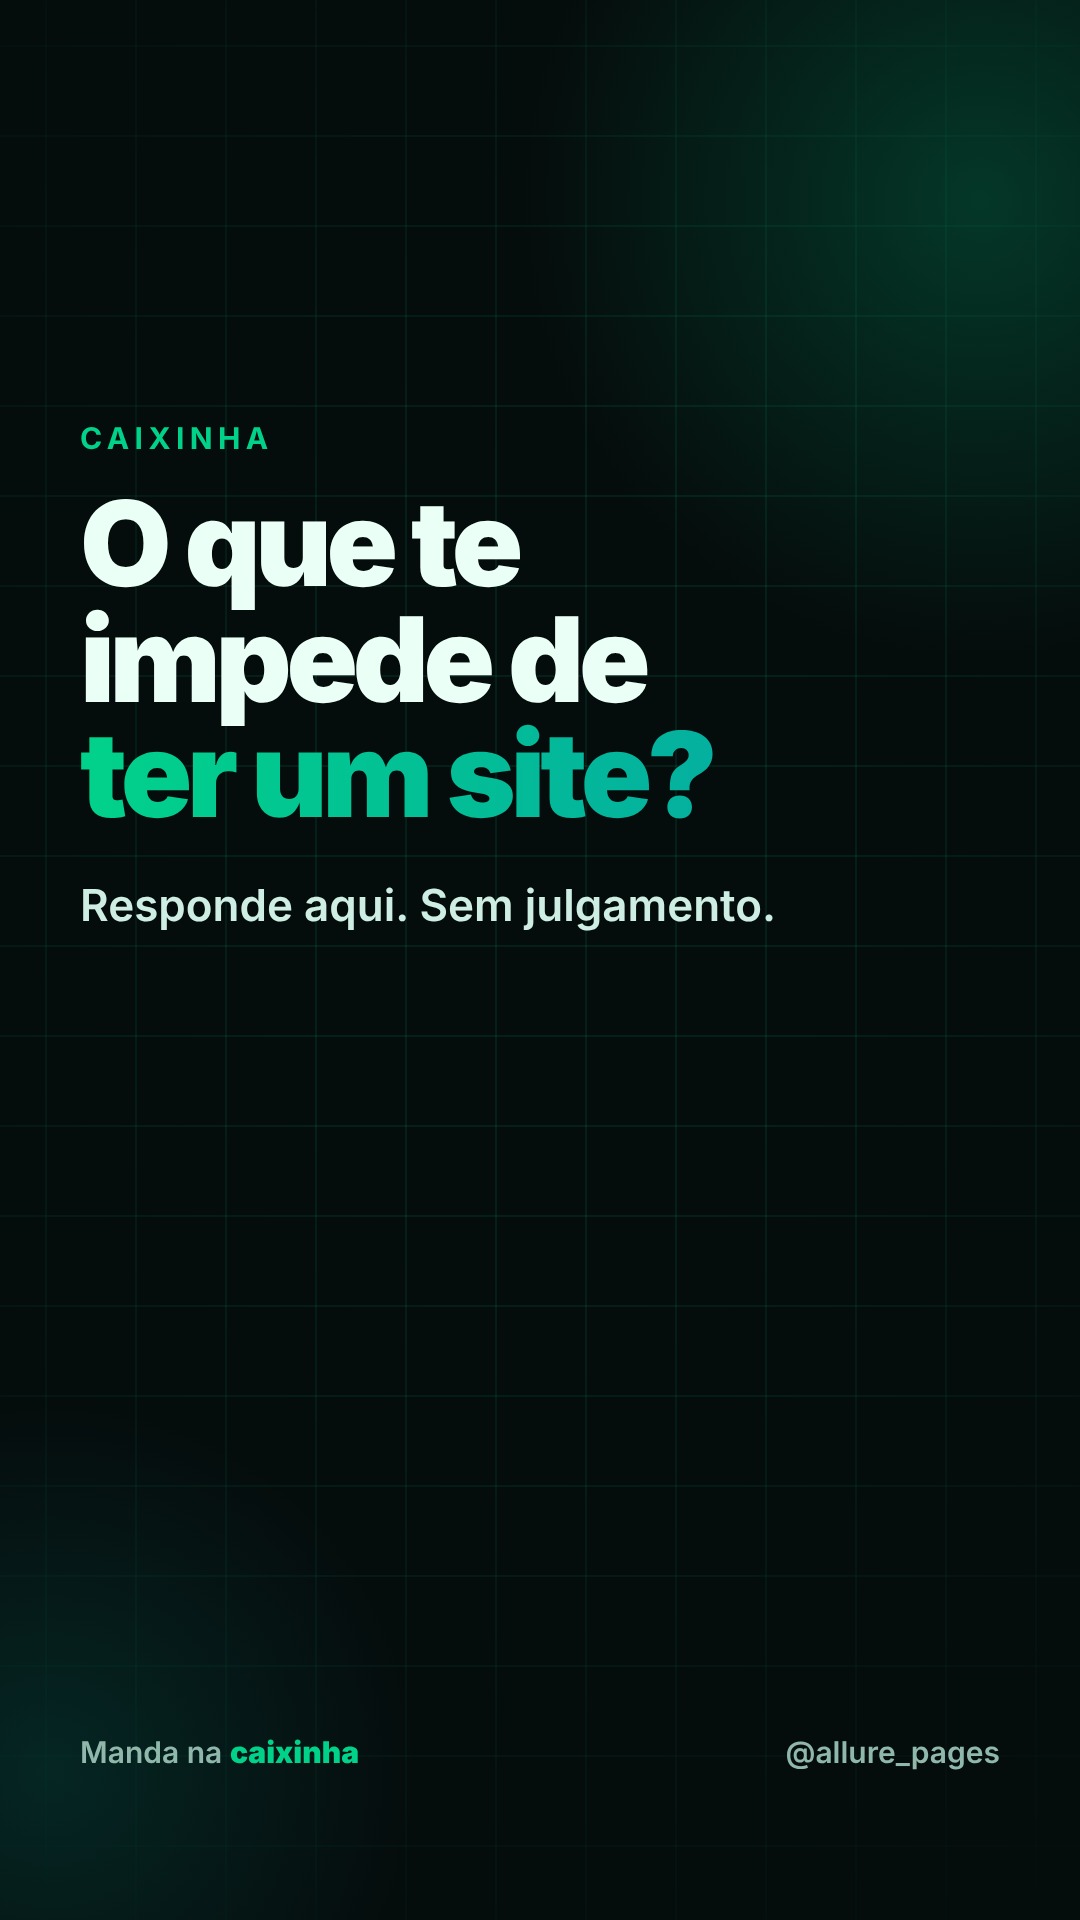 CAIXINHA
O que te
impede de
ter um site?
Responde aqui. Sem julgamento.
Manda na caixinha
@allure_pages